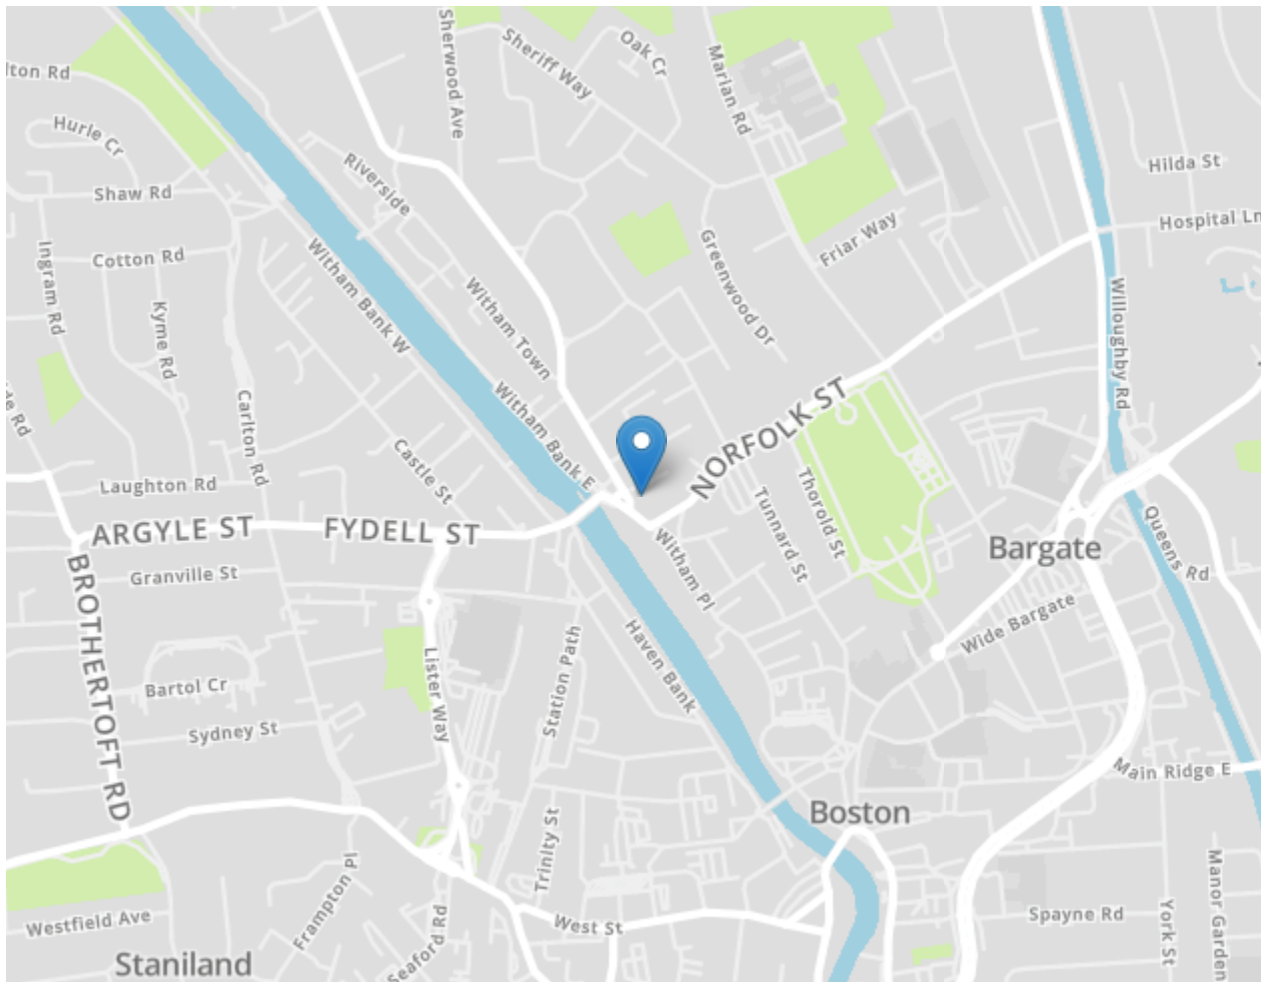 Sherwood Ave
Sheriff Way
Oak Cr
Marian Rd
lton Rd
Hurle Cr
Riverside
Hilda St
Shaw Rd
Hospital Ln
Friar Way
Ingram Rd
Cotton Rd
Witham Bank W
Greenwood Dr
Kyme Rd
Witham Town
Willoughby Rd
de Rd
Carlton Rd
Witham Bank E
NORFOLK ST
Castle St
Laughton Rd
Thorold St
Tunnard St
ARGYLE ST
FYDELL ST
Queens Rd
Bargate
Witham Pl
BROTHERTOFT RD
Granville St
Wide Bargate
Haven Bank
Station Path
Lister Way
Bartol Cr
Sydney St
Main Ridge E
Boston
Trinity St
Frampton Pl
Manor Garden
Westfield Ave
Seaford Rd
West St
Spayne Rd
York St
Staniland